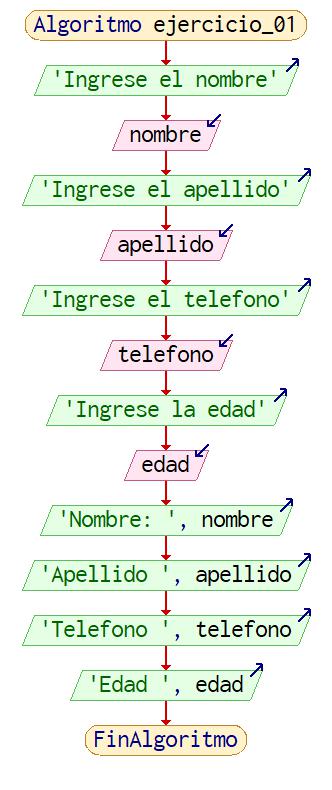 Algoritmo ejercicio_01
'Ingrese el nombre'
nombre
'Ingrese el apellido'
apellido
'Ingrese el telefono'
telefono
'Ingrese la edad'
edad
'Nombre: ', nombre
'Apellido ', apellido
'Telefono ', telefono
'Edad ', edad
FinAlgoritmo